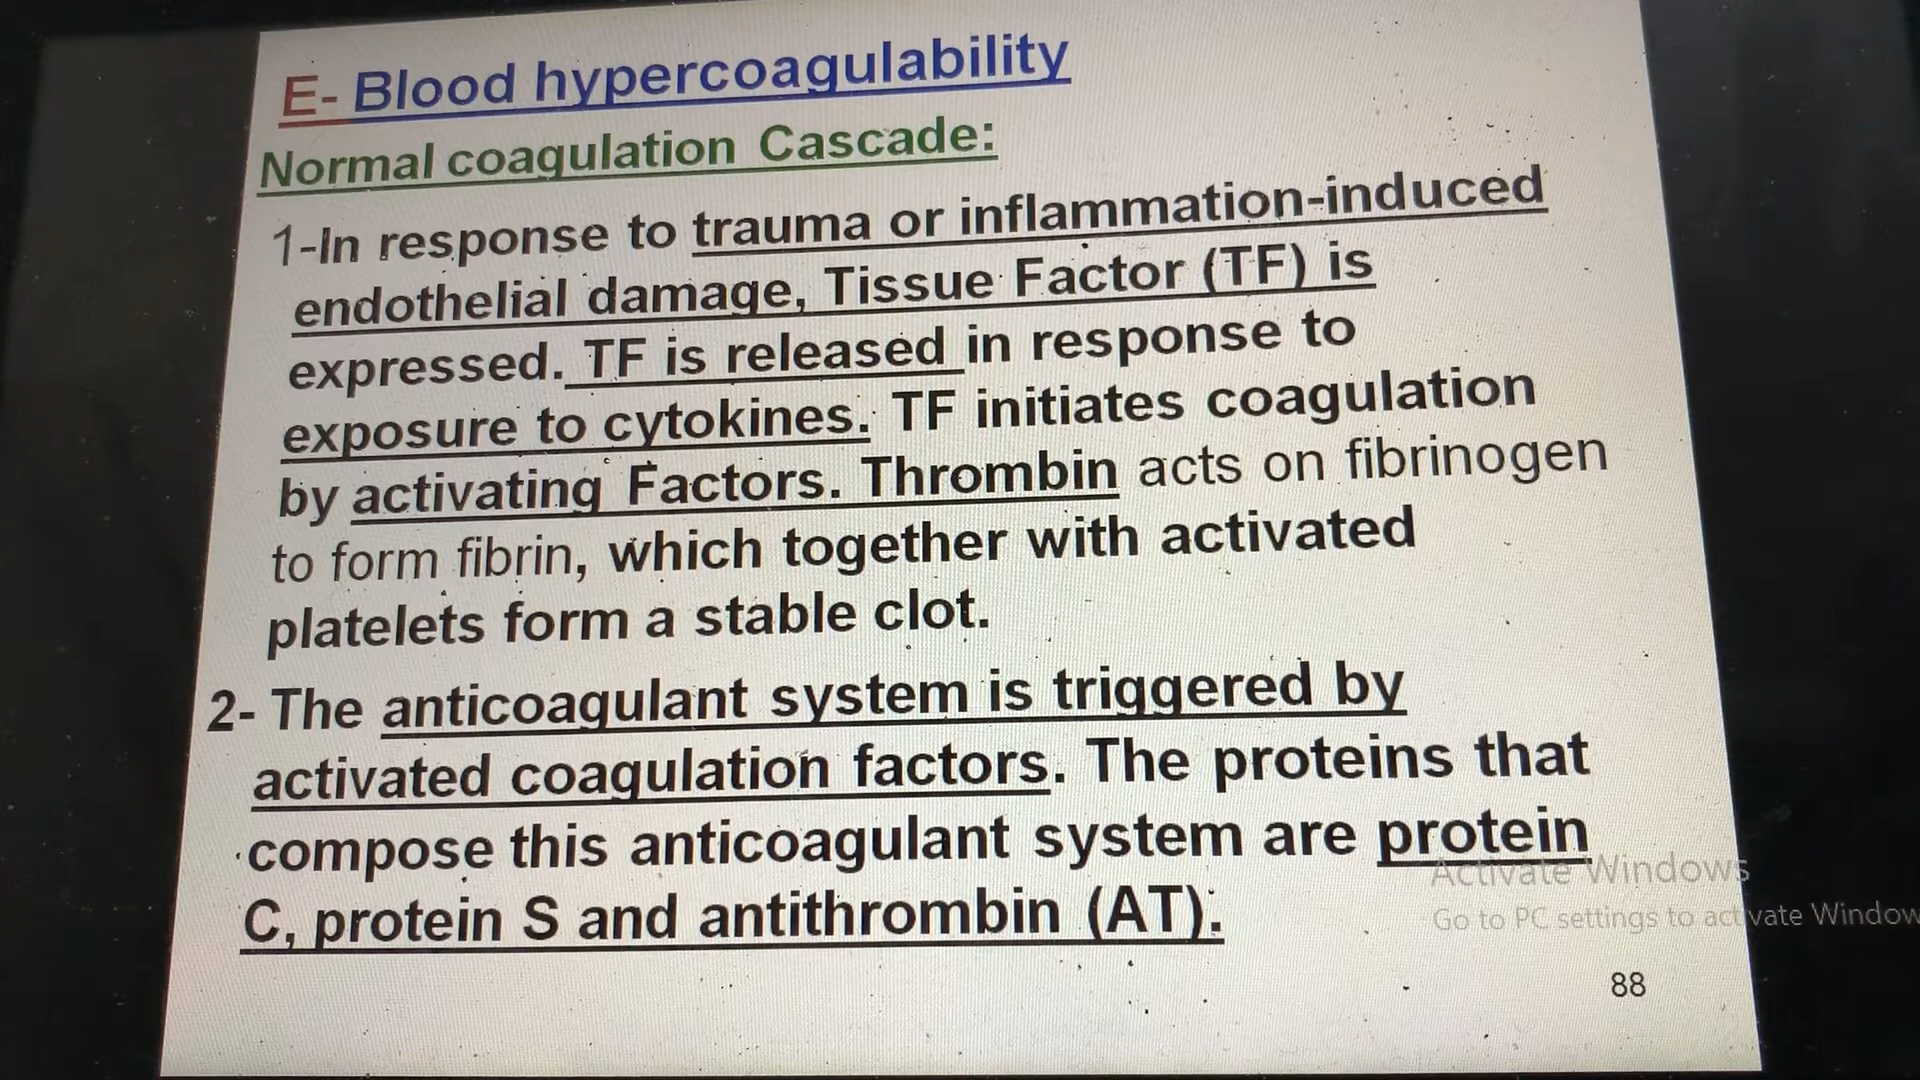 E- Blood hypercoagulability
Normal coagulation Cascade:
1-In response to trauma or inflammation-induced
endothelial damage, Tissue Factor (TF) is
expressed. TF is released in response to
exposure to cytokines. TF initiates coagulation
by activating Factors. Thrombin acts on fibrinogen
to form fibrin, which together with activated
platelets form a stable clot.
2- The anticoagulant system is triggered by
activated coagulation factors. The proteins that
compose this anticoagulant system are protein
C, protein S and antithrombin (AT).
Activate Windows
Go to PC settings to activate Window
88